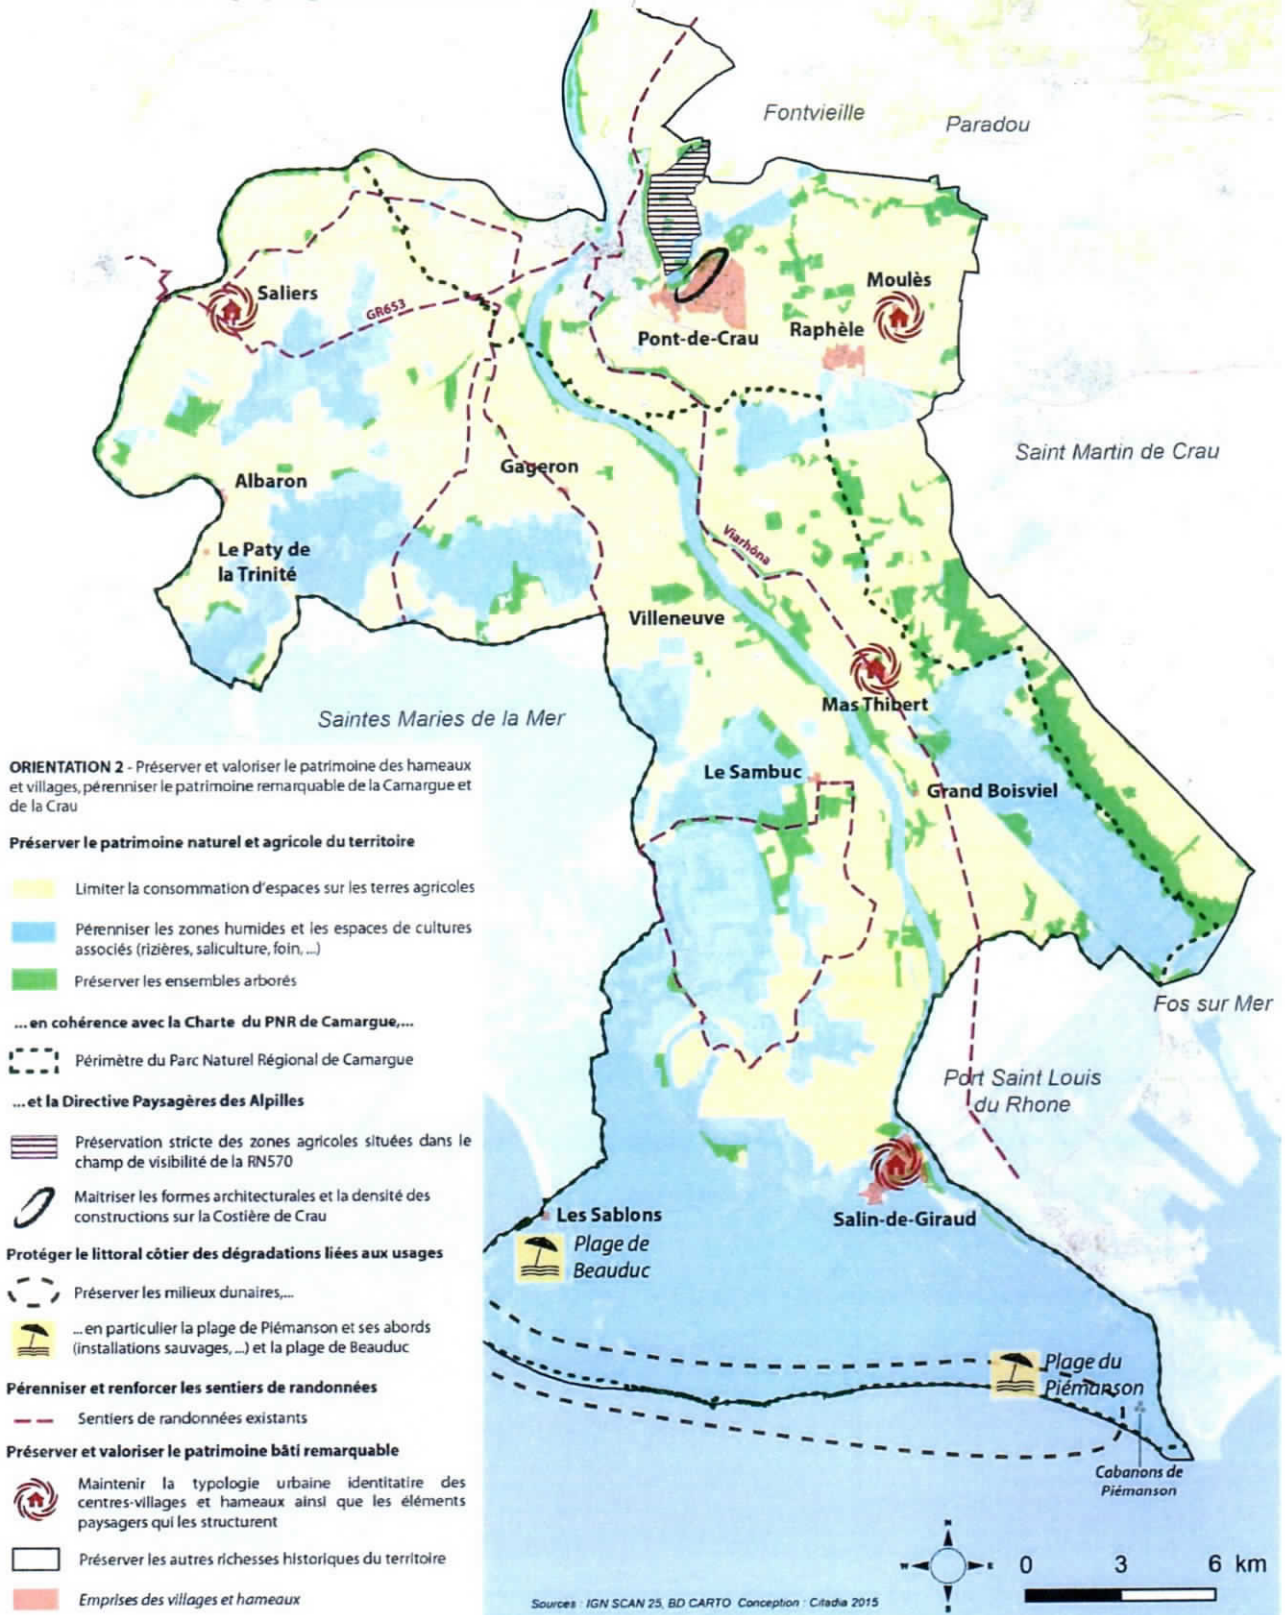 Fontvieille
Paradou
Saliers
GR653
Moulès
Raphèle
Pont-de-Crau
Saint Martin de Crau
Gageron
Albaron
Le Paty de
la Trinité
Viarhôna
Villeneuve
Mas Thibert
Saintes Maries de la Mer
Le Sambuc
Grand Boisviel
Fos sur Mer
Port Saint Louis
du Rhone
Les Sablons
Plage de
Beauduc
Salin-de-Giraud
Plage du
Piémanson
Cabanons de
Piémanson
ORIENTATION 2 - Préserver et valoriser le patrimoine des hameaux
et villages, pérenniser le patrimoine remarquable de la Camargue et
de la Crau
Préserver le patrimoine naturel et agricole du territoire
Limiter la consommation d'espaces sur les terres agricoles
Pérenniser les zones humides et les espaces de cultures
associés (rizières, saliculture, foin, ...)
Préserver les ensembles arborés
... en cohérence avec la Charte du PNR de Camargue,...
Périmètre du Parc Naturel Régional de Camargue
... et la Directive Paysagères des Alpilles
Préservation stricte des zones agricoles situées dans le
champ de visibilité de la RN570
Maitriser les formes architecturales et la densité des
constructions sur la Costière de Crau
Protéger le littoral côtier des dégradations liées aux usages
Préserver les milieux dunaires,...
... en particulier la plage de Piémanson et ses abords
(installations sauvages, ...) et la plage de Beauduc
Pérenniser et renforcer les sentiers de randonnées
Sentiers de randonnées existants
Préserver et valoriser le patrimoine bâti remarquable
Maintenir la typologie urbaine identitatire des
centres-villages et hameaux ainsi que les éléments
paysagers qui les structurent
Préserver les autres richesses historiques du territoire
Emprises des villages et hameaux
Sources : IGN SCAN 25, BD CARTO Conception : Citadia 2015
N
W E
S
0 3 6 km